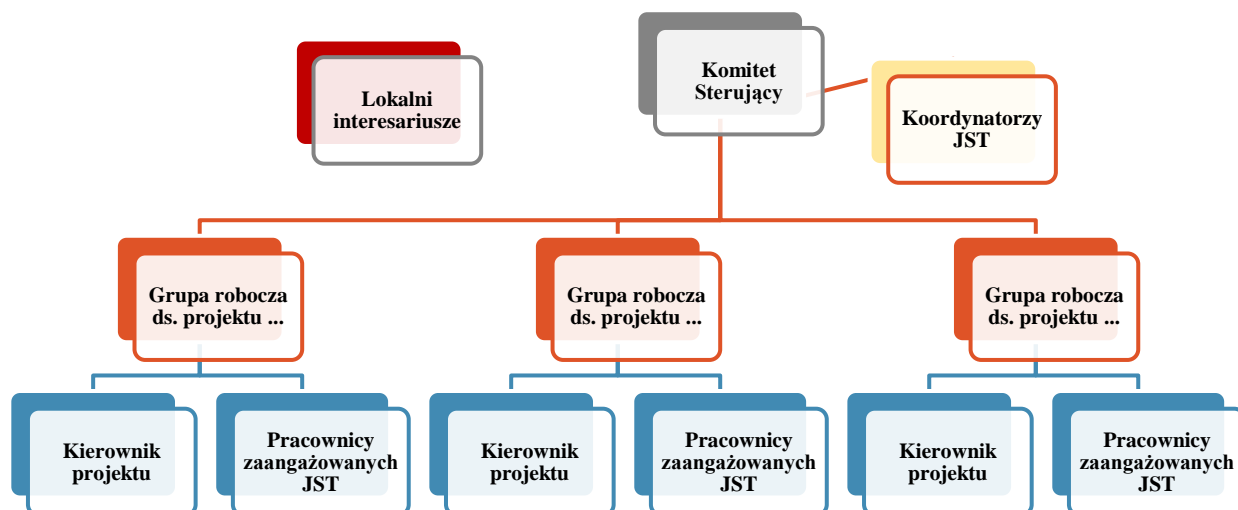 Komitet
Sterujący
Lokalni
interesariusze
Koordynatorzy
JST
Grupa robocza
ds. projektu ...
Grupa robocza
ds. projektu ...
Grupa robocza
ds. projektu ...
Kierownik
projektu
Pracownicy
zaangażowanych
JST
Kierownik
projektu
Pracownicy
zaangażowanych
JST
Kierownik
projektu
Pracownicy
zaangażowanych
JST